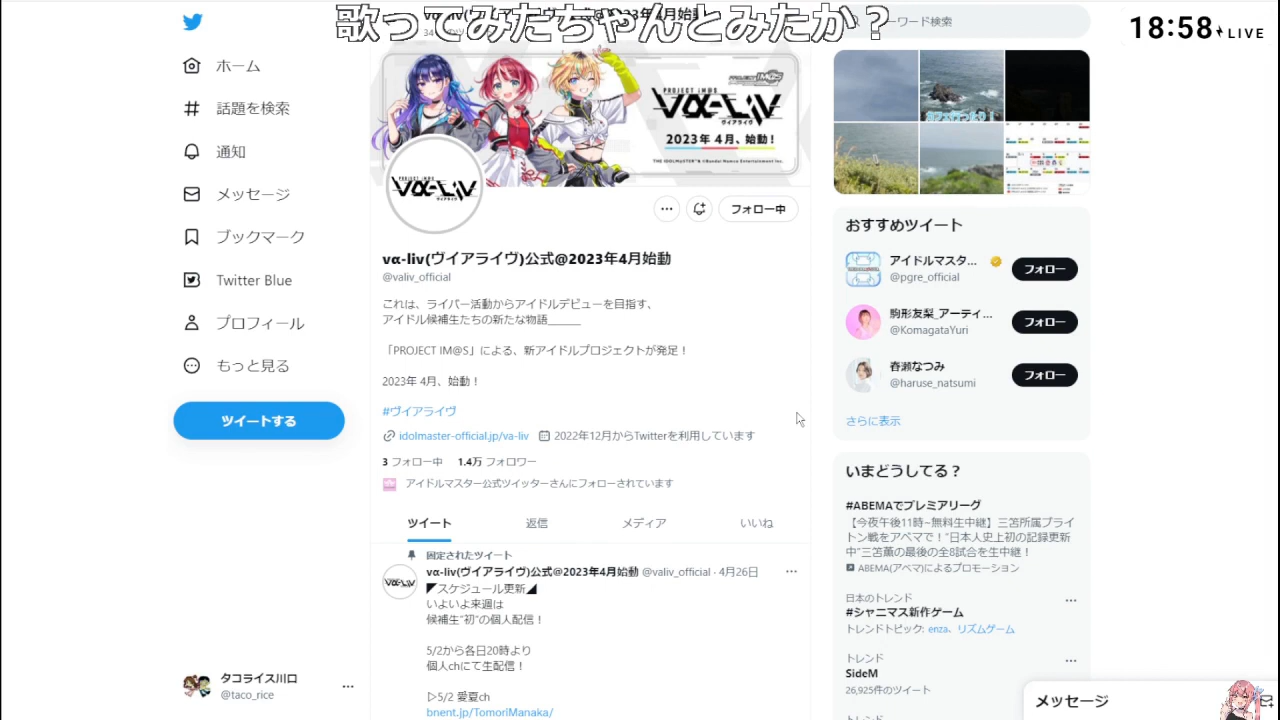 歌ってみたちゃんとみたか？
18:58 LIVE
ホーム
話題を検索
通知
メッセージ
ブックマーク
Twitter Blue
プロフィール
もっと見る
ツイートする
タコライス川口
@taco_rice
PROJECT IM@S
vα-liv
ヴイアライヴ
2023年 4月、始動！
THE IDOLM@STER™& ©Bandai Namco Entertainment Inc.
vα-liv
ヴイアライヴ
フォロー中
vα-liv(ヴイアライヴ)公式@2023年4月始動
@valiv_official
これは、ライバー活動からアイドルデビューを目指す、
アイドル候補生たちの新たな物語______
「PROJECT IM@S」による、新アイドルプロジェクトが発足！
2023年 4月、始動！
#ヴイアライヴ
idolmaster-official.jp/va-liv 2022年12月からTwitterを利用しています
3 フォロー中 1.4万 フォロワー
アイドルマスター公式ツイッターさんにフォローされています
ツイート 返信 メディア いいね
固定されたツイート
vα-liv(ヴイアライヴ)公式@2023年4月始動 @valiv_official · 4月26日
◤スケジュール更新◢
いよいよ来週は
候補生“初”の個人配信！
5/2から各日20時より
個人chにて生配信！
▷5/2 愛夏ch
bnent.jp/TomoriManaka/
ーワード検索
おすすめツイート
アイドルマスタ...
@pgre_official
フォロー
駒形友梨_アーティ...
@KomagataYuri
フォロー
春瀬なつみ
@haruse_natsumi
フォロー
さらに表示
いまどうしてる？
#ABEMAでプレミアリーグ
【今夜午後11時~無料生中継】三笘所属ブライ
トン戦をアベマで！“日本人史上初の記録更新
中”三笘薫の最後の全8試合を生中継！
ABEMA(アベマ)によるプロモーション
日本のトレンド
#シャニマス新作ゲーム
トレンドトピック: enza、リズムゲーム
トレンド
SideM
26,925件のツイート
トレンド
メッセージ